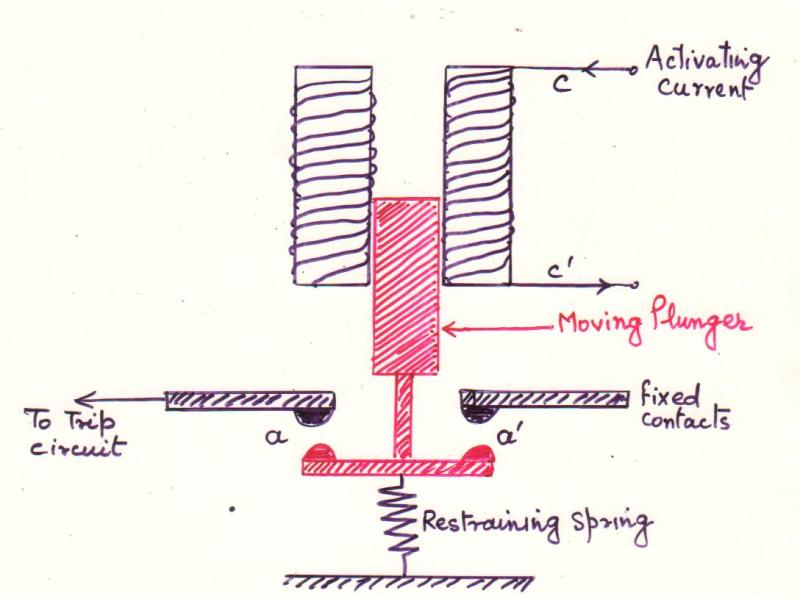 Activating
current
c
c'
Moving Plunger
fixed
contacts
To Trip
circuit
a
a'
Restraining Spring